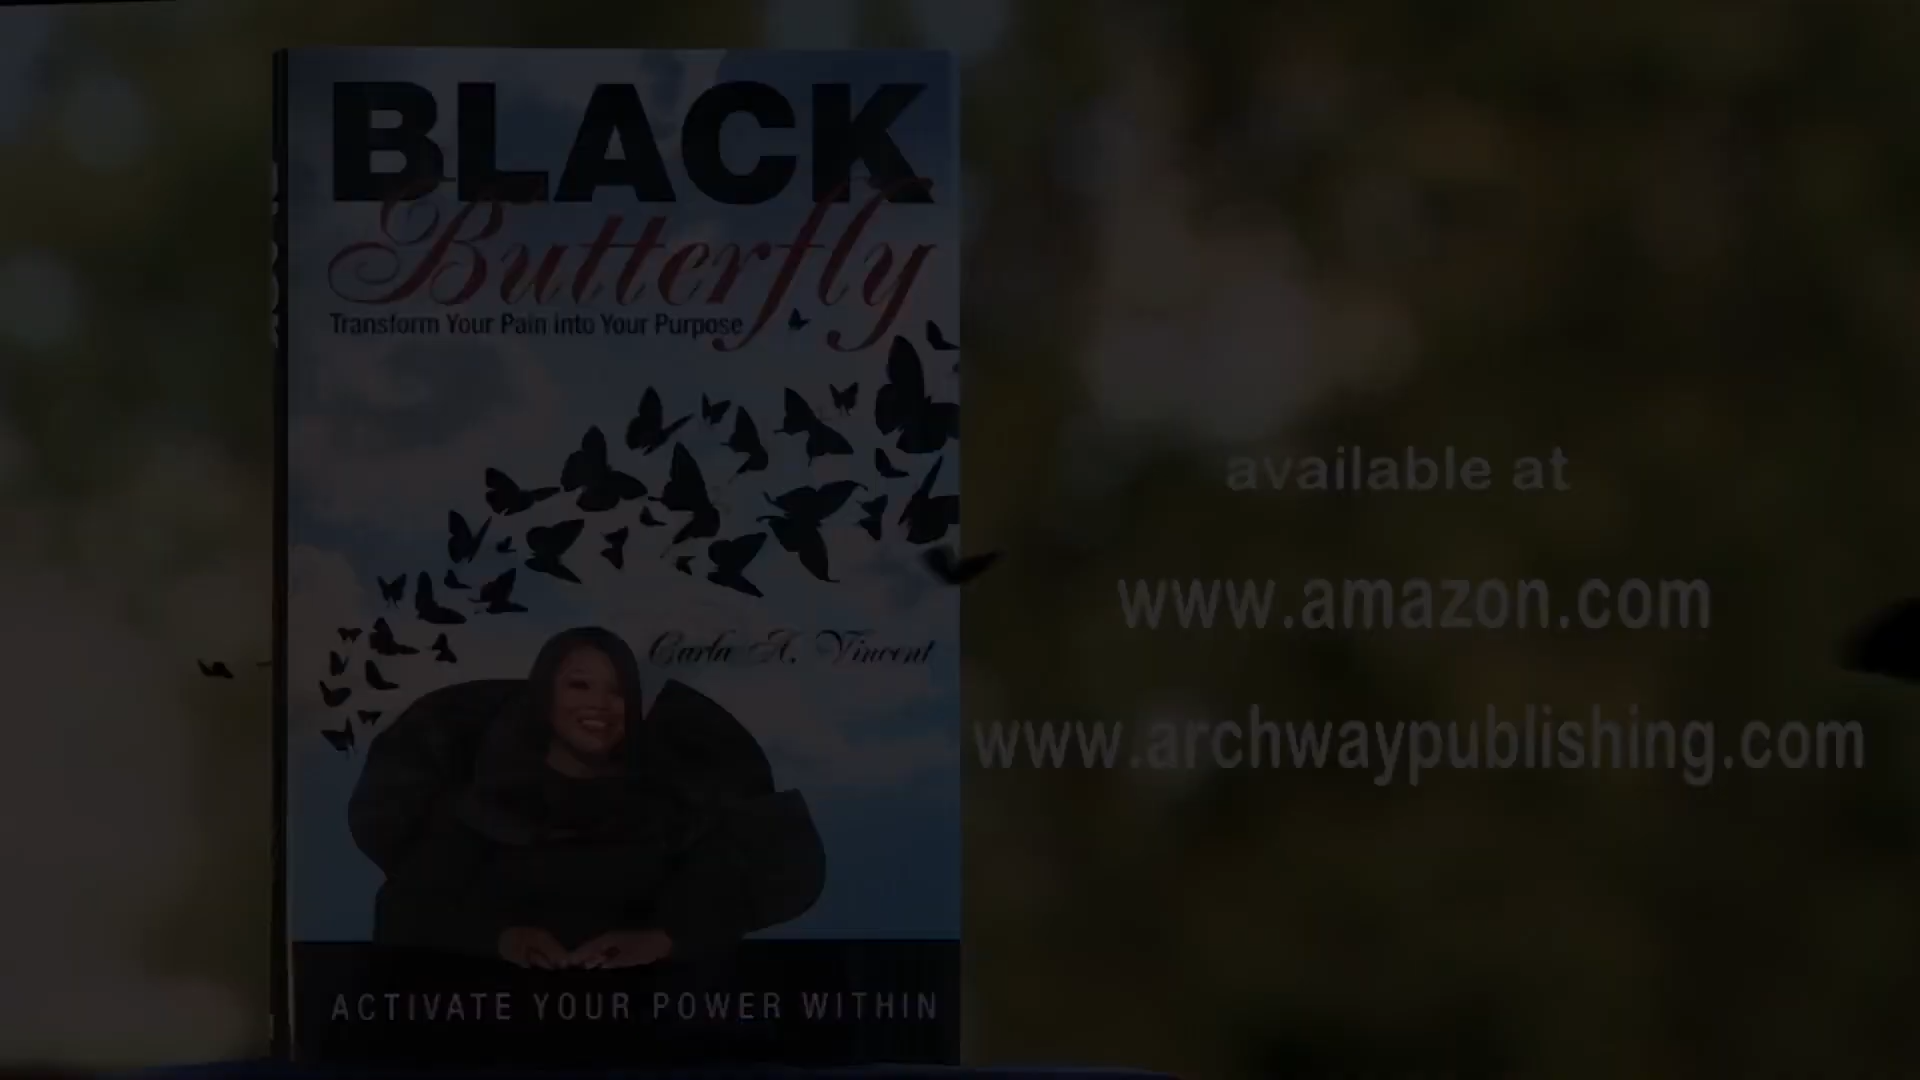 BLACK
Butterfly
Transform Your Pain into Your Purpose
Carla A. Vincent
ACTIVATE YOUR POWER WITHIN
available at
www.amazon.com
www.archwaypublishing.com